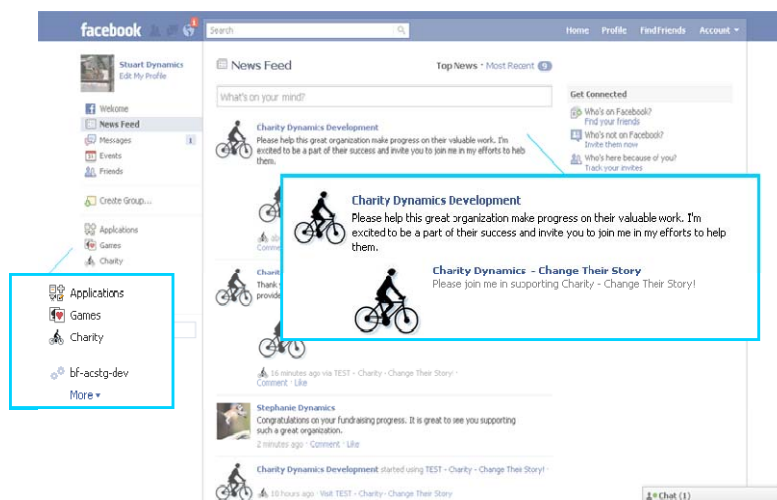 facebook
1
Search
Home Profile Find Friends Account
Stuart Dynamics
Edit My Profile
Welcome
News Feed
Messages 1
Events
Friends
Create Group...
Applications
Games
Charity
News Feed
Top News · Most Recent 9
What's on your mind?
Charity Dynamics Development
Please help this great organization make progress on their valuable work. I'm
excited to be a part of their success and invite you to join me in my efforts to help
them.
Get Connected
Who's on Facebook?
Find your friends
Who's not on Facebook?
Invite them now
Who's here because of you?
Track your invites
Charity Dynamics Development
Please help this great organization make progress on their valuable work. I'm
excited to be a part of their success and invite you to join me in my efforts to help
them.
Charity Dynamics - Change Their Story
Please join me in supporting Charity - Change Their Story!
Applications
Games
Charity
bf-acstg-dev
More
16 minutes ago via TEST - Charity - Change Their Story! ·
Comment · Like
Stephanie Dynamics
Congratulations on your fundraising progress. It is great to see you supporting
such a great organization.
2 minutes ago · Comment · Like
Charity Dynamics Development started using TEST - Charity - Change Their Story! ·
10 hours ago · Visit TEST - Charity - Change Their Story
Chat (1)